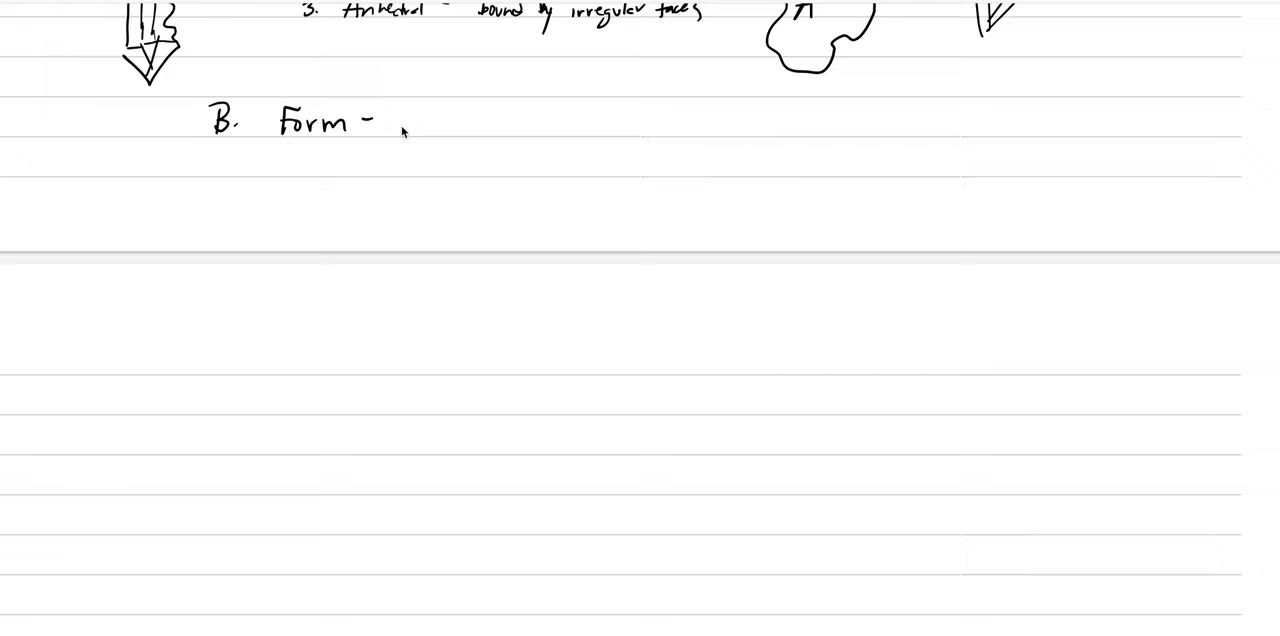 3. Anhedral - bound by irregular faces
B. Form -